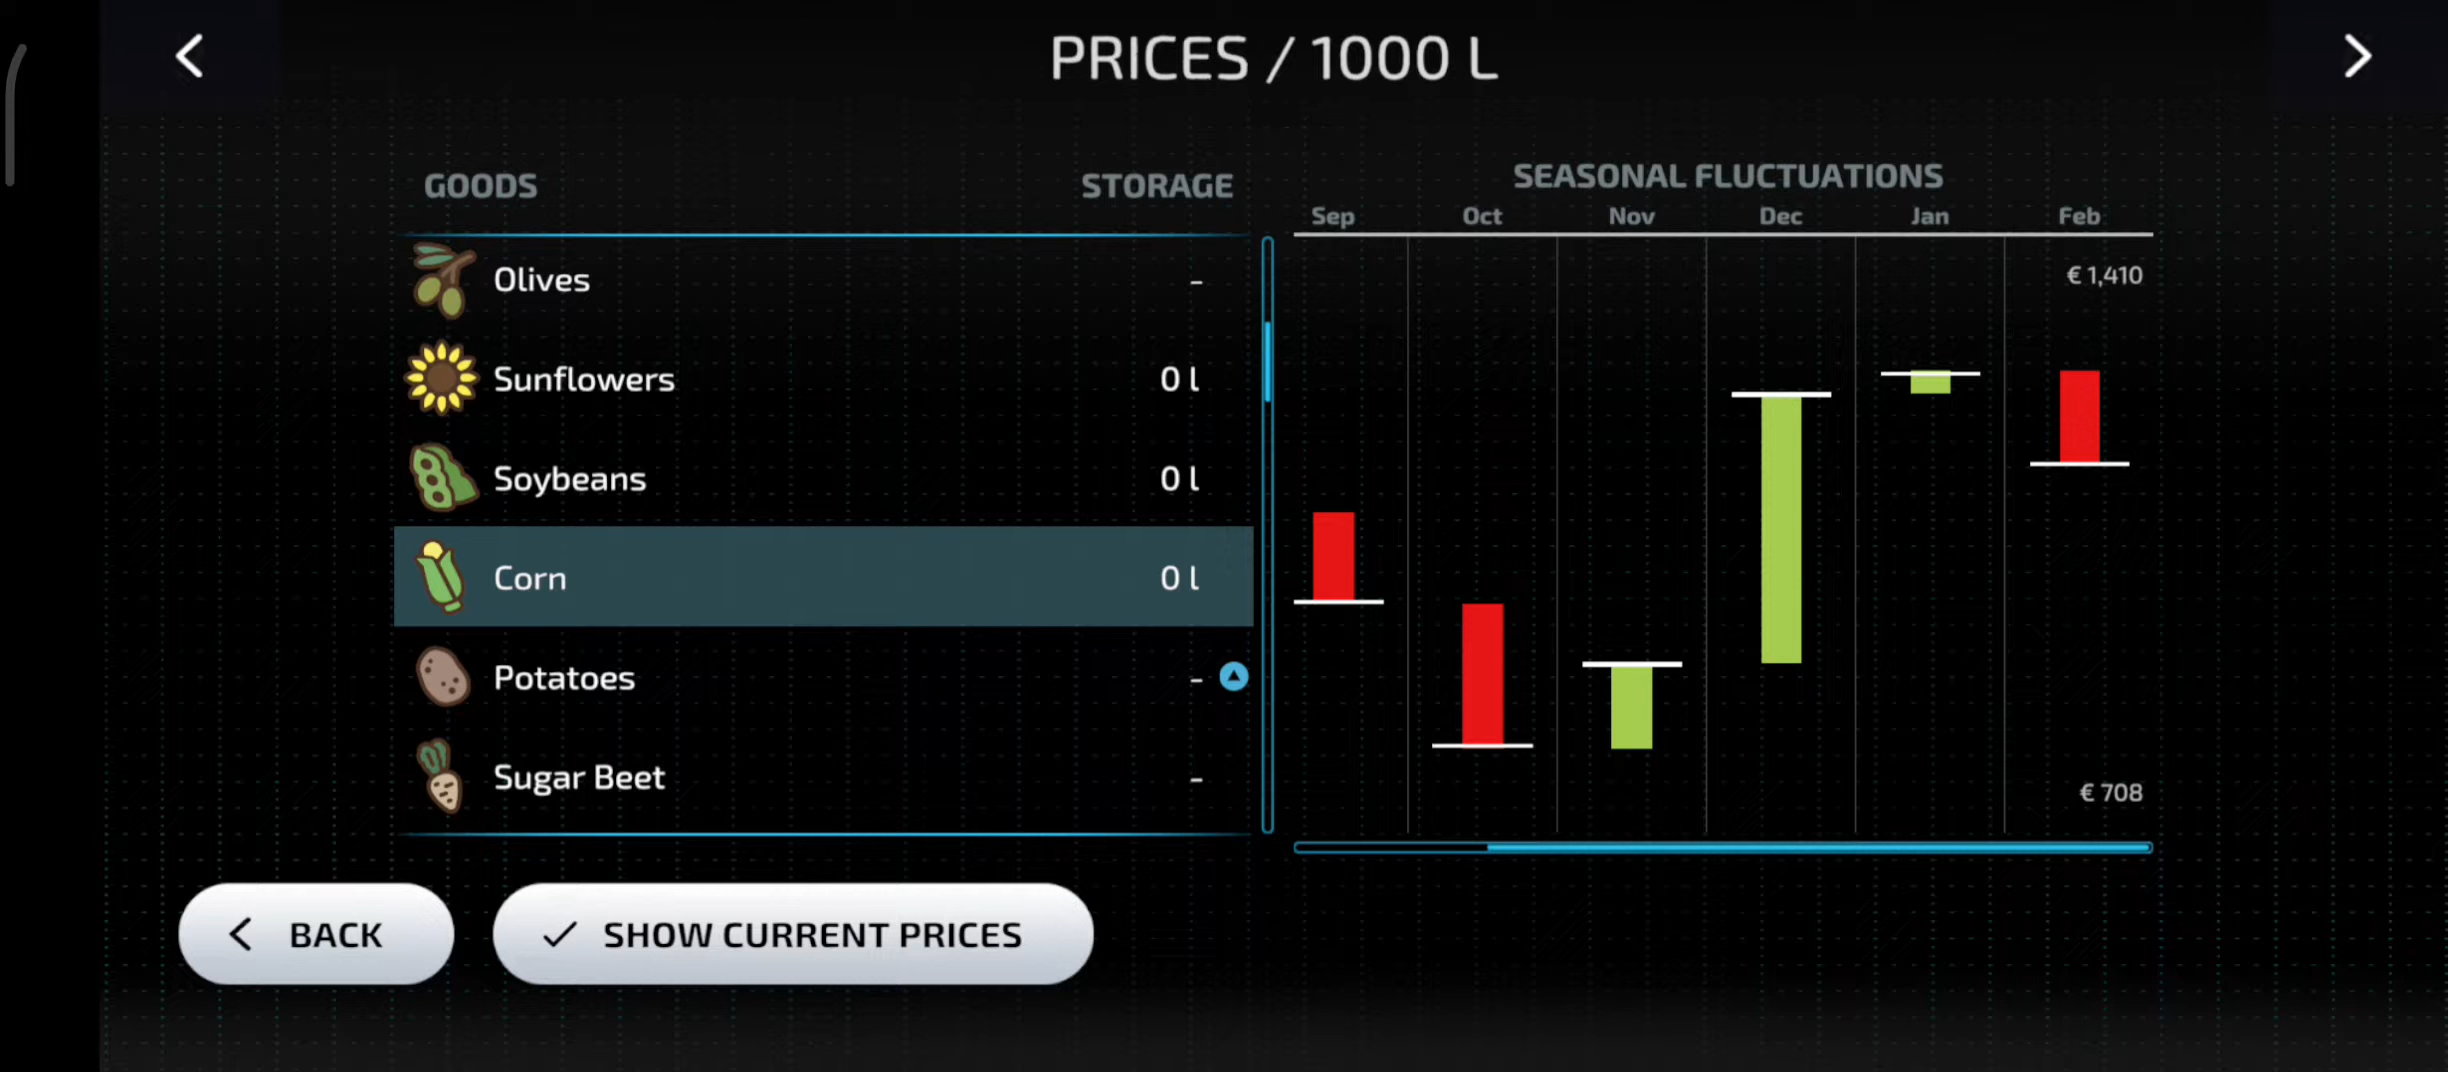 PRICES / 1000 L
GOODS
STORAGE
Olives
-
Sunflowers
0 l
Soybeans
0 l
Corn
0 l
Potatoes
-
Sugar Beet
-
SEASONAL FLUCTUATIONS
Sep Oct Nov Dec Jan Feb
€ 1,410
€ 708
BACK
SHOW CURRENT PRICES